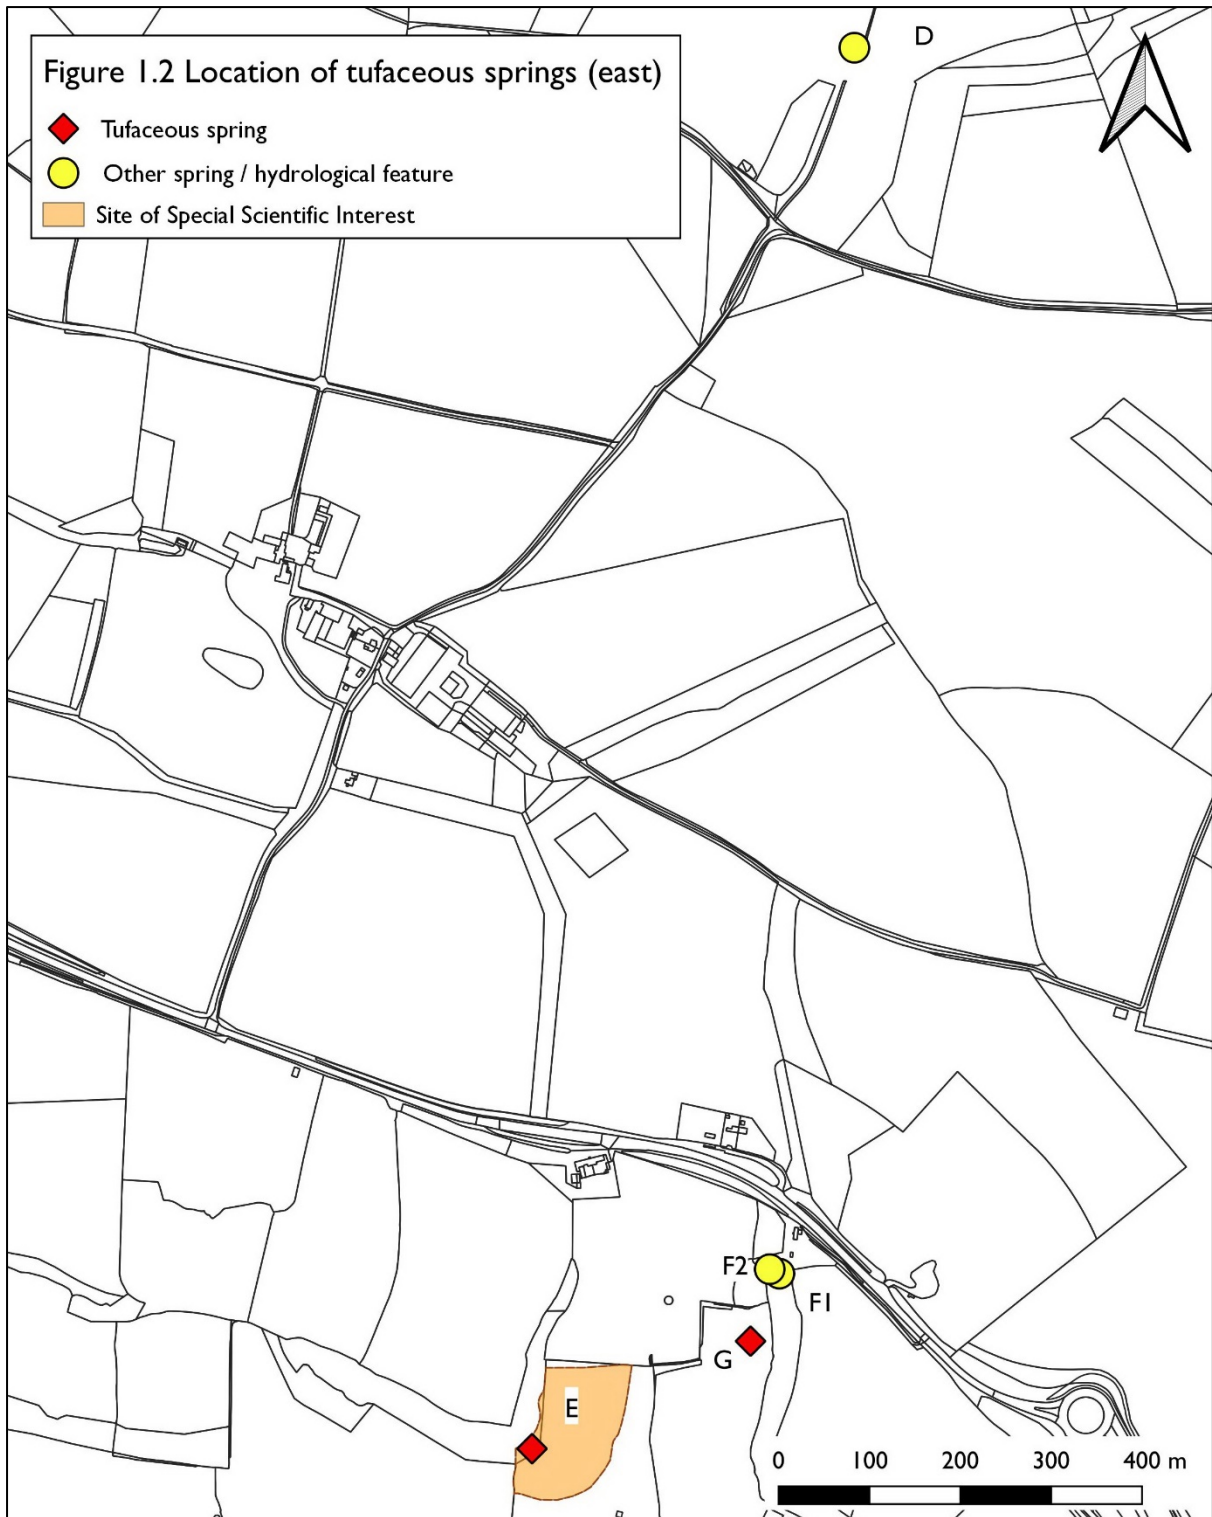 D
Figure 1.2 Location of tufaceous springs (east)
Tufaceous spring
Other spring / hydrological feature
Site of Special Scientific Interest
F2
F1
G
E
0 100 200 300 400 m